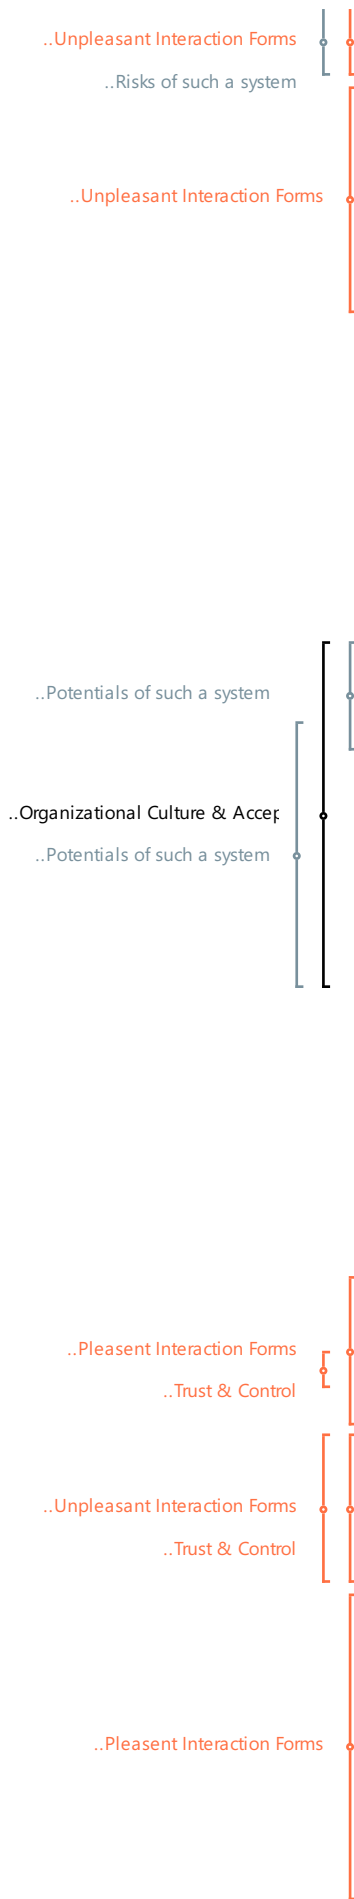 ..Unpleasant Interaction Forms
..Risks of such a system
..Unpleasant Interaction Forms
..Potentials of such a system
..Organizational Culture & Accep
..Potentials of such a system
..Pleasent Interaction Forms
..Trust & Control
..Unpleasant Interaction Forms
..Trust & Control
..Pleasent Interaction Forms